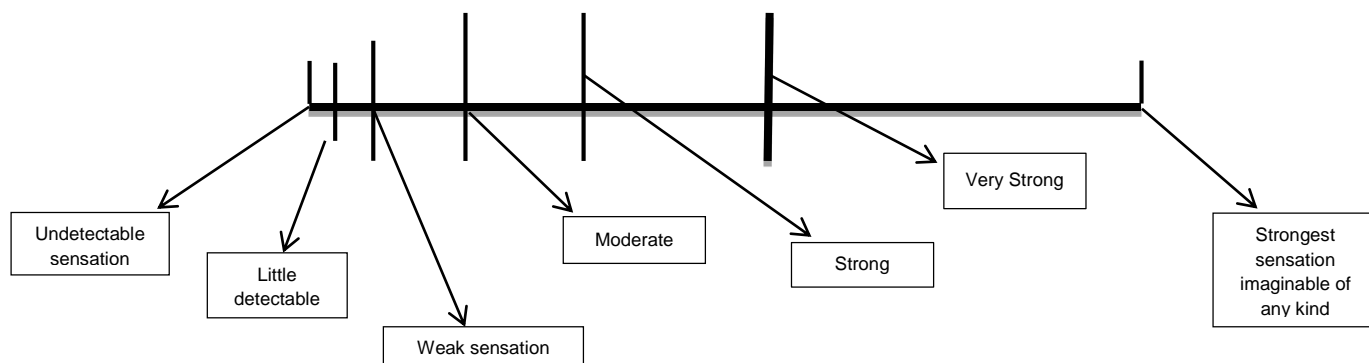 Undetectable
sensation
Little
detectable
Weak sensation
Moderate
Strong
Very Strong
Strongest
sensation
imaginable of
any kind